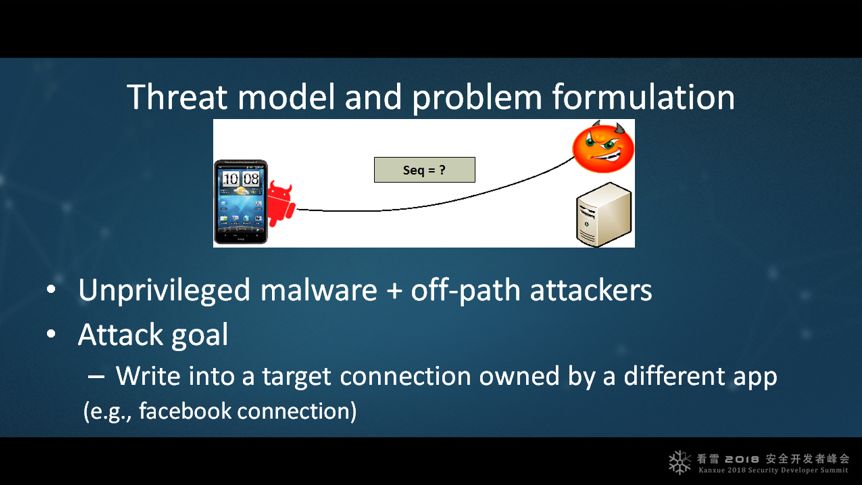 Threat model and problem formulation
10 08
Seq = ?
• Unprivileged malware + off-path attackers
• Attack goal
– Write into a target connection owned by a different app
(e.g., facebook connection)
看雪 2018 安全开发者峰会
Kanxue 2018 Security Developer Summit